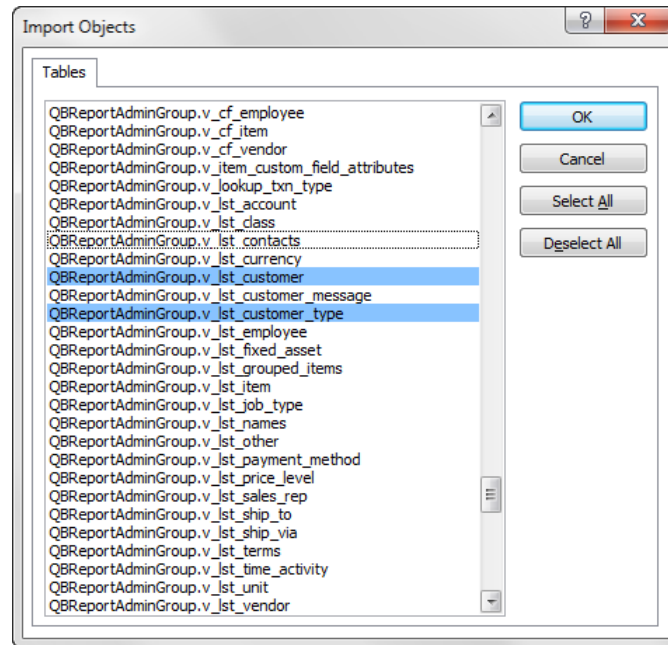 Import Objects
Tables
QBReportAdminGroup.v_cf_employee
QBReportAdminGroup.v_cf_item
QBReportAdminGroup.v_cf_vendor
QBReportAdminGroup.v_item_custom_field_attributes
QBReportAdminGroup.v_lookup_txn_type
QBReportAdminGroup.v_lst_account
QBReportAdminGroup.v_lst_class
QBReportAdminGroup.v_lst_contacts
QBReportAdminGroup.v_lst_currency
QBReportAdminGroup.v_lst_customer
QBReportAdminGroup.v_lst_customer_message
QBReportAdminGroup.v_lst_customer_type
QBReportAdminGroup.v_lst_employee
QBReportAdminGroup.v_lst_fixed_asset
QBReportAdminGroup.v_lst_grouped_items
QBReportAdminGroup.v_lst_item
QBReportAdminGroup.v_lst_job_type
QBReportAdminGroup.v_lst_names
QBReportAdminGroup.v_lst_other
QBReportAdminGroup.v_lst_payment_method
QBReportAdminGroup.v_lst_price_level
QBReportAdminGroup.v_lst_sales_rep
QBReportAdminGroup.v_lst_ship_to
QBReportAdminGroup.v_lst_ship_via
QBReportAdminGroup.v_lst_terms
QBReportAdminGroup.v_lst_time_activity
QBReportAdminGroup.v_lst_unit
QBReportAdminGroup.v_lst_vendor
OK
Cancel
Select All
Deselect All